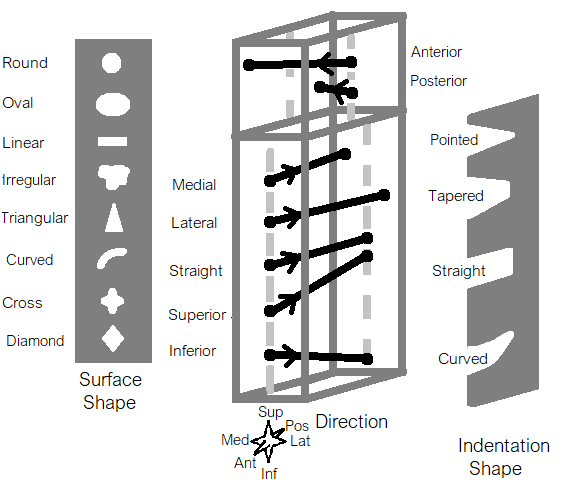 Round
Oval
Linear
Irregular
Triangular
Curved
Cross
Diamond
Surface
Shape
Anterior
Posterior
Medial
Lateral
Straight
Superior
Inferior
Sup
Pos
Med
Lat
Ant
Inf
Direction
Pointed
Tapered
Straight
Curved
Indentation
Shape